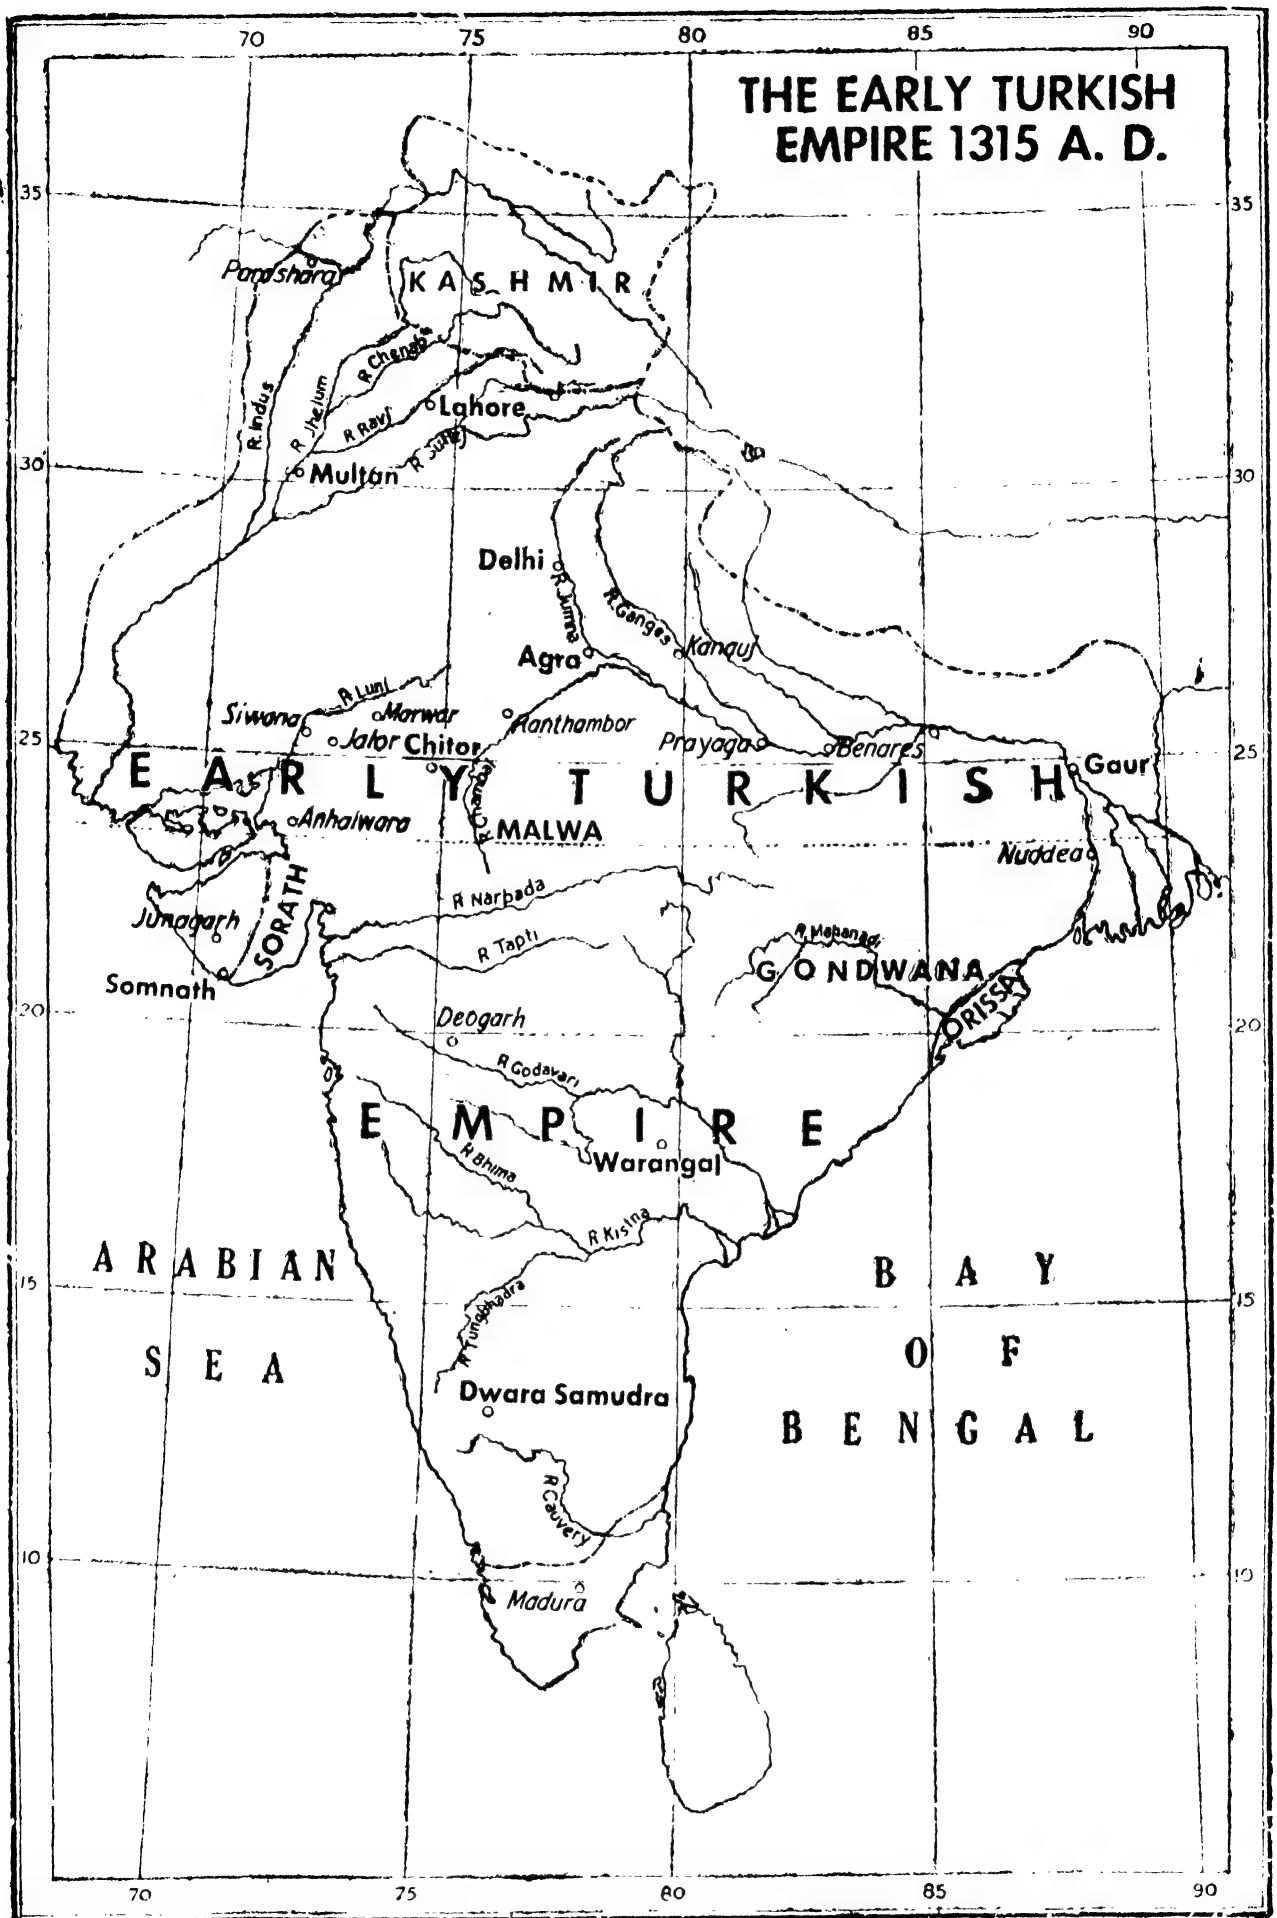 70 75 80 85 90
THE EARLY TURKISH
EMPIRE 1315 A. D.
35 35
KASHMIR
R Chenab
R. Indus
R Jhelum
R Ravi
Lahore
R Sutlej
30 30
Multan
Delhi
R. Jumna
R. Ganges
Kanauj
Agra
R. Luni
Siwana
Marwar
Ranthambor
Jalor
Chitor
Prayaga
Benares
25 25
Gaur
EARLY TURKISH
R Chambal
Anhalwara
MALWA
Nuddea
R Narbada
SORATH
Junagarh
R Tapti
R. Mahanadi
GONDWANA
Somnath
ORISSA
20 20
Deogarh
R Godavari
EMPIRE
Warangal
R Bhima
R Kistna
ARABIAN
SEA
BAY
OF
BENGAL
15 15
R Tungbhadra
Dwara Samudra
R Cauvery
10 10
Madura
70 75 80 85 90